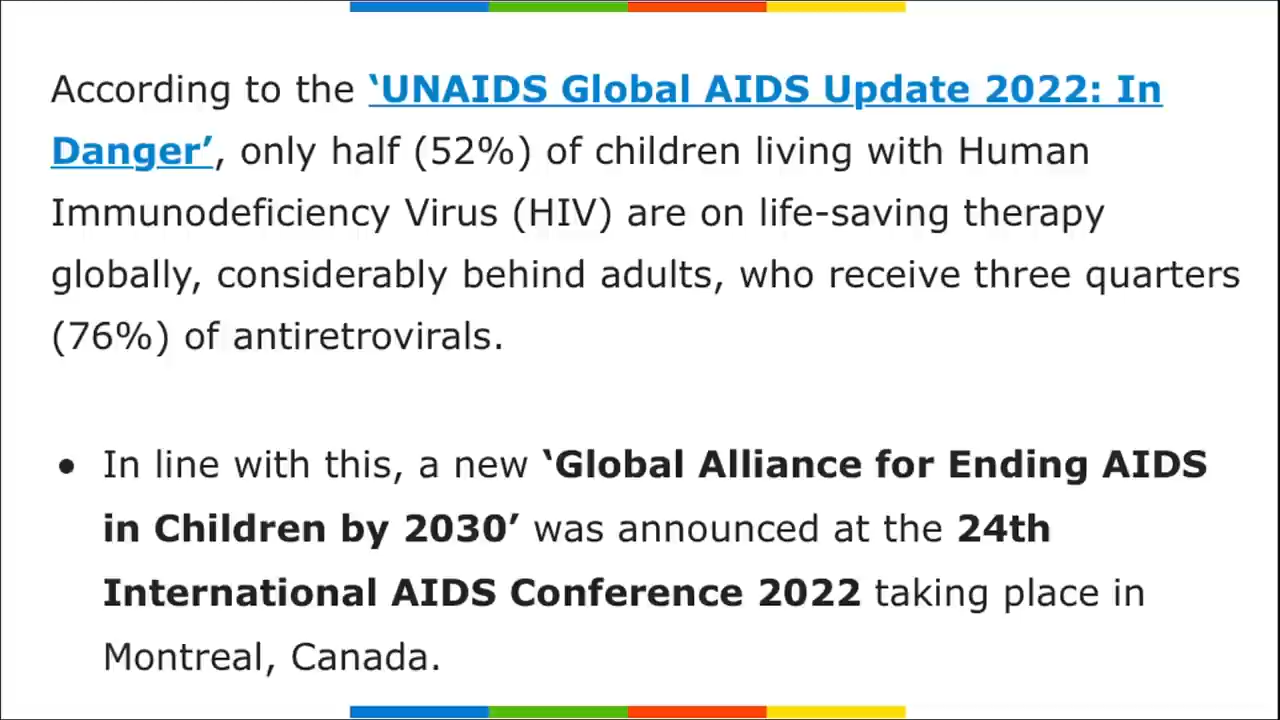 According to the ‘UNAIDS Global AIDS Update 2022: In
Danger’, only half (52%) of children living with Human
Immunodeficiency Virus (HIV) are on life-saving therapy
globally, considerably behind adults, who receive three quarters
(76%) of antiretrovirals.
● In line with this, a new ‘Global Alliance for Ending AIDS
in Children by 2030’ was announced at the 24th
International AIDS Conference 2022 taking place in
Montreal, Canada.